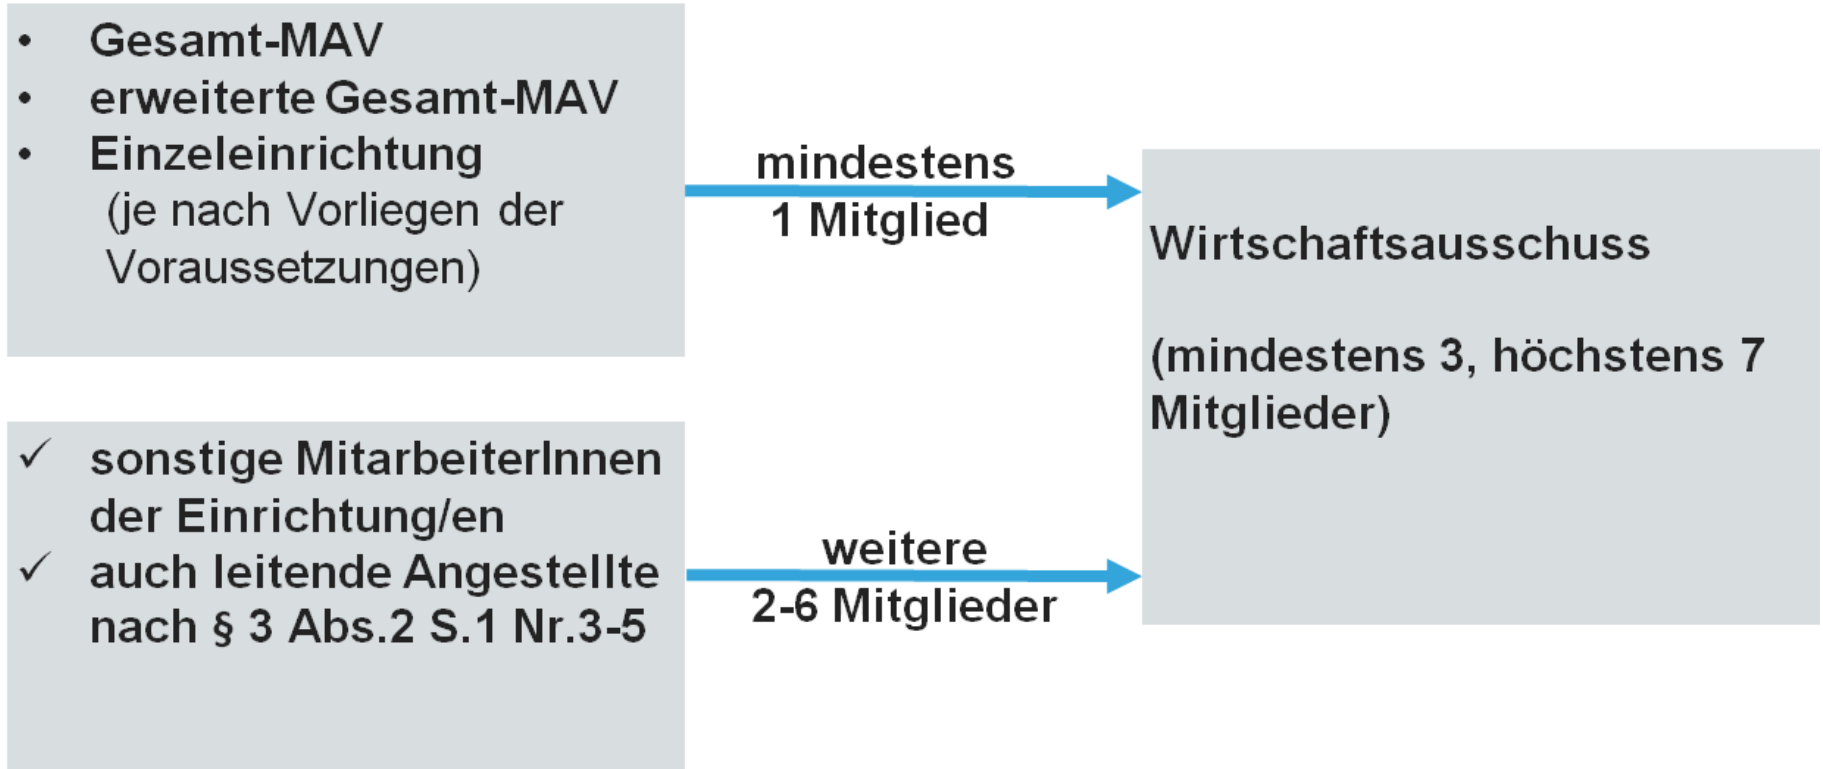 • Gesamt-MAV
• erweiterte Gesamt-MAV
• Einzeleinrichtung
(je nach Vorliegen der
Voraussetzungen)
mindestens
1 Mitglied
Wirtschaftsausschuss
(mindestens 3, höchstens 7
Mitglieder)
✓ sonstige MitarbeiterInnen
der Einrichtung/en
✓ auch leitende Angestellte
nach § 3 Abs.2 S.1 Nr.3-5
weitere
2-6 Mitglieder